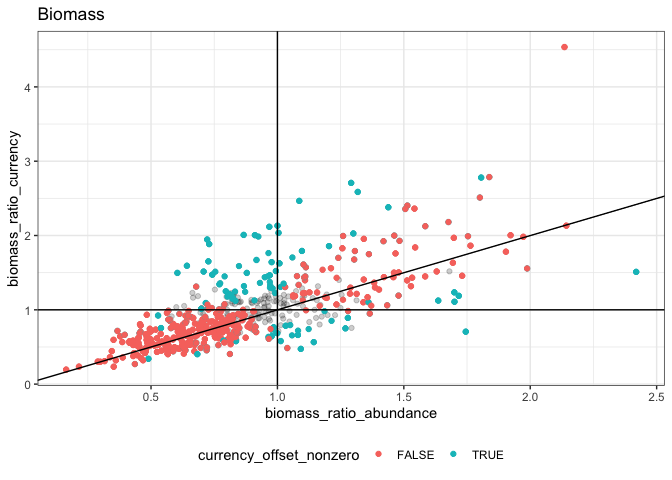 Biomass
biomass_ratio_currency
4
3
2
1
0
0.5 1.0 1.5 2.0 2.5
biomass_ratio_abundance
currency_offset_nonzero FALSE TRUE